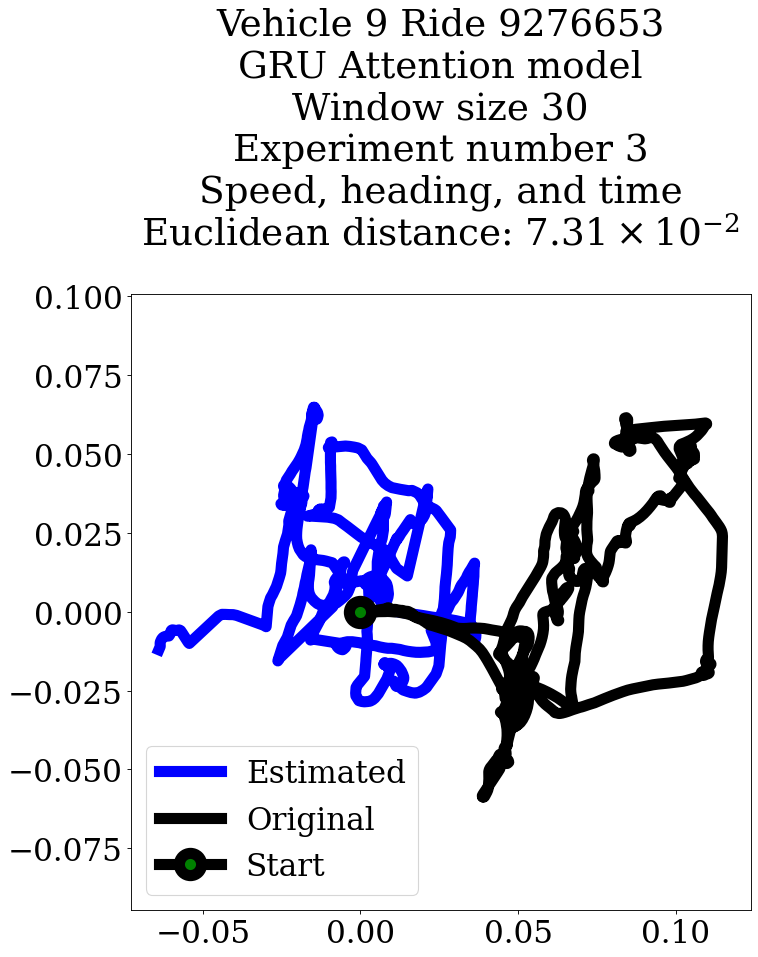 Vehicle 9 Ride 9276653
GRU Attention model
Window size 30
Experiment number 3
Speed, heading, and time
Euclidean distance: 7.31 × 10⁻²
0.100
0.075
0.050
0.025
0.000
−0.025
−0.050
−0.075
Estimated
Original
Start
−0.05 0.00 0.05 0.10